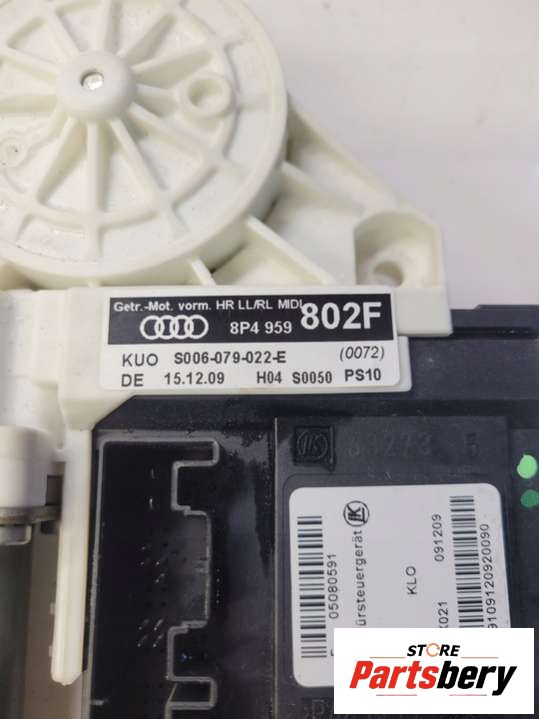 Getr.-Mot. vorm. HR LL/RL MIDI
8P4 959 802F
KUO S006-079-022-E (0072)
DE 15.12.09 H04 S0050 PS10
05080591
KLO 091209
STORE
Partsbery